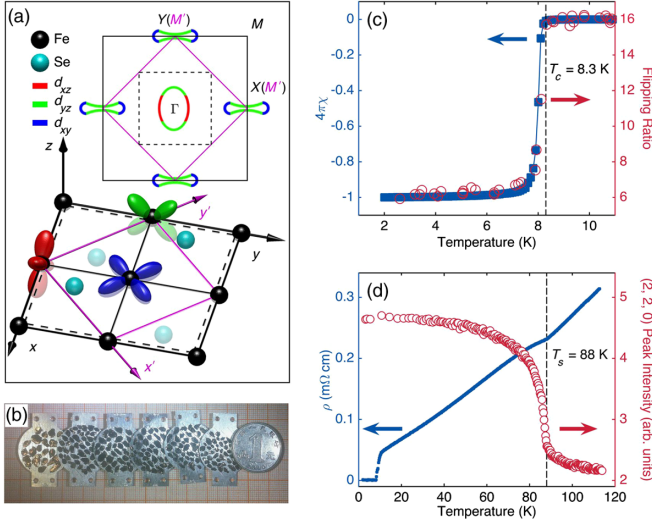 (a)
Fe
Se
d_xz
d_yz
d_xy
Y(M′)
M
X(M′)
Γ
z
y′
y
x
x′
(b)
(c)
4πχ
0
-0.2
-0.4
-0.6
-0.8
-1
T_c = 8.3 K
16
14
12
10
8
6
Flipping Ratio
2 4 6 8 10
Temperature (K)
(d)
ρ (mΩ cm)
0.3
0.2
0.1
0
T_s = 88 K
5
4
3
2
(2, 2, 0) Peak Intensity (arb. units)
0 20 40 60 80 100 120
Temperature (K)